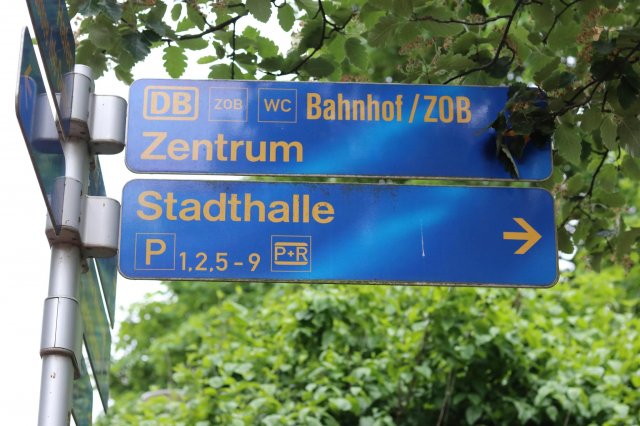 DB ZOB WC Bahnhof / ZOB
Zentrum
Stadthalle
P 1,2,5-9 P+R